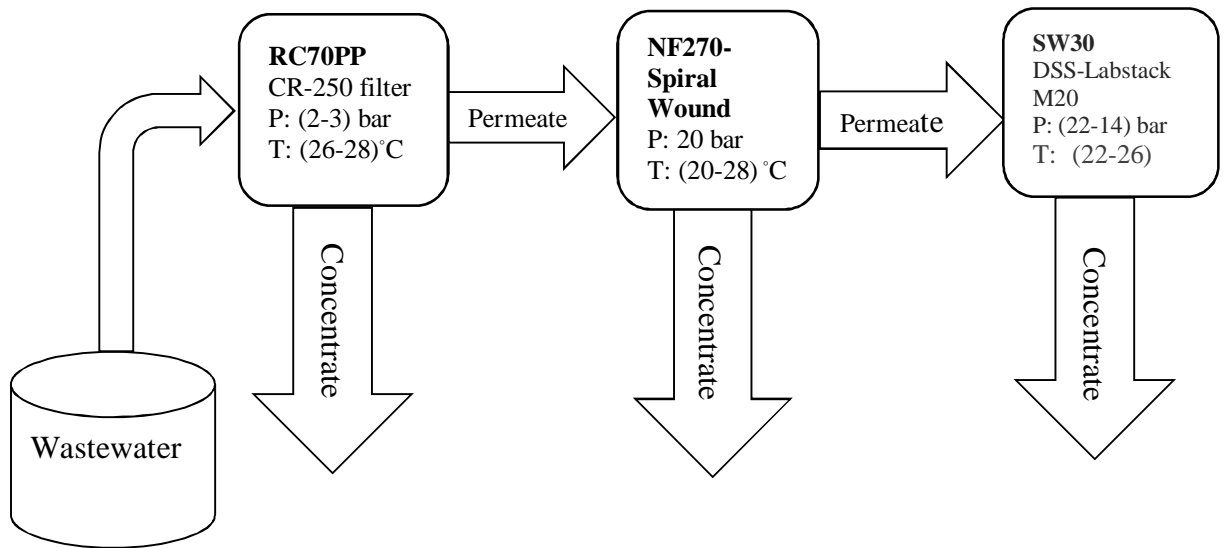 RC70PP
CR-250 filter
P: (2-3) bar
T: (26-28)°C
Permeate
NF270-
Spiral
Wound
P: 20 bar
T: (20-28) °C
Permeate
SW30
DSS-Labstack
M20
P: (22-14) bar
T: (22-26)
Concentrate
Concentrate
Concentrate
Wastewater